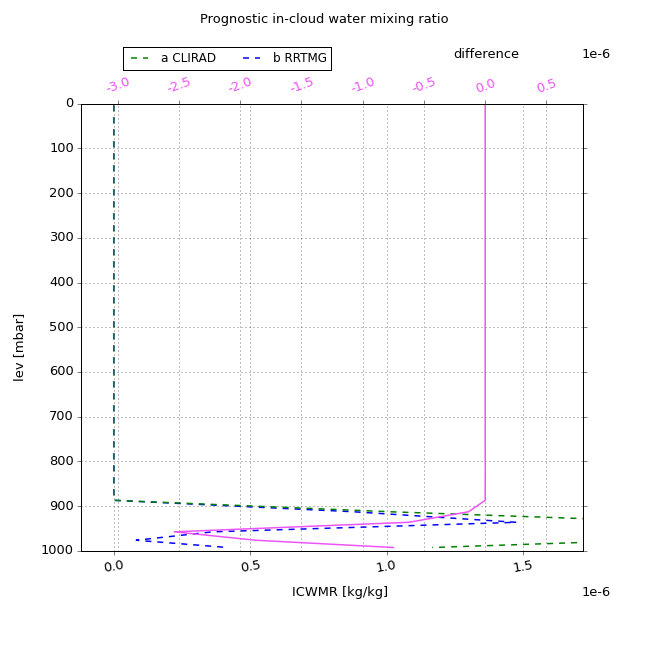 Prognostic in-cloud water mixing ratio
a CLIRAD b RRTMG difference 1e-6
-3.0 -2.5 -2.0 -1.5 -1.0 -0.5 0.0 0.5
0
100
200
300
400
500
600
700
800
900
1000
lev [mbar]
0.0 0.5 1.0 1.5
ICWMR [kg/kg] 1e-6